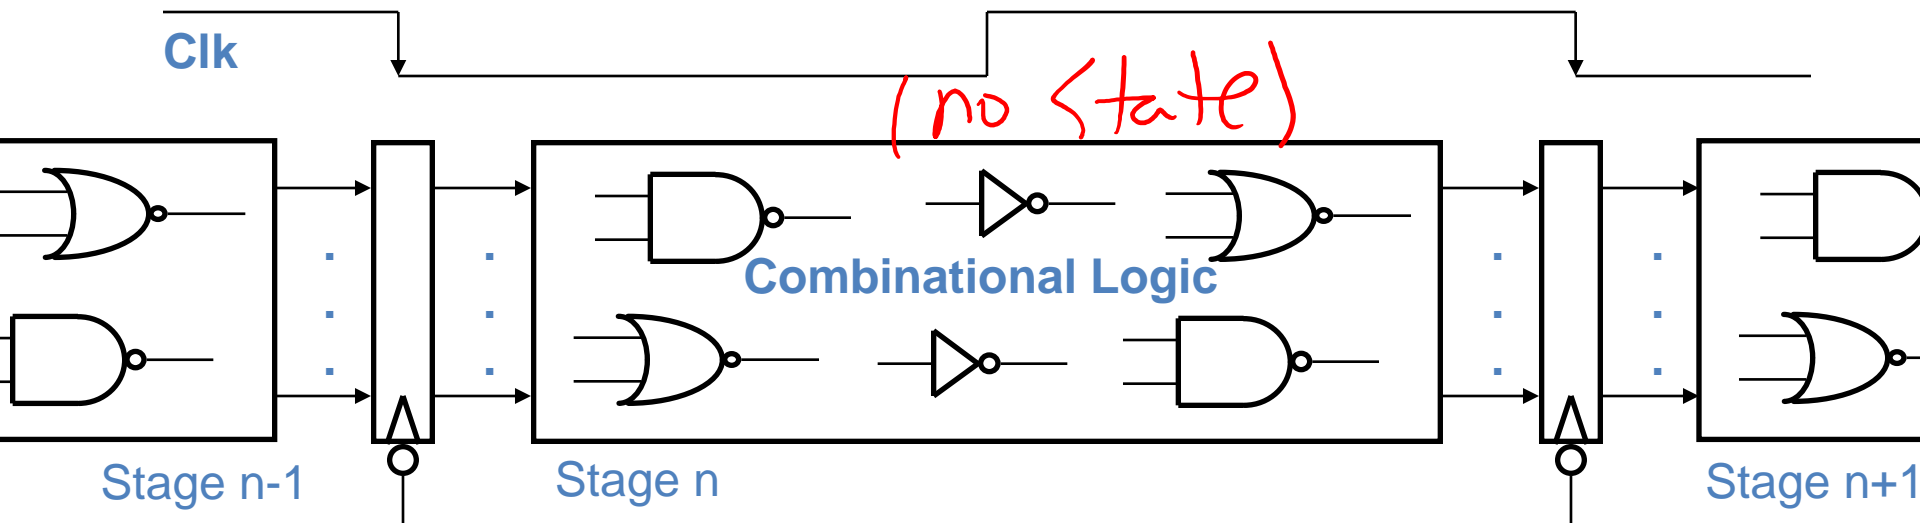 Clk
(no state)
Combinational Logic
Stage n-1
Stage n
Stage n+1